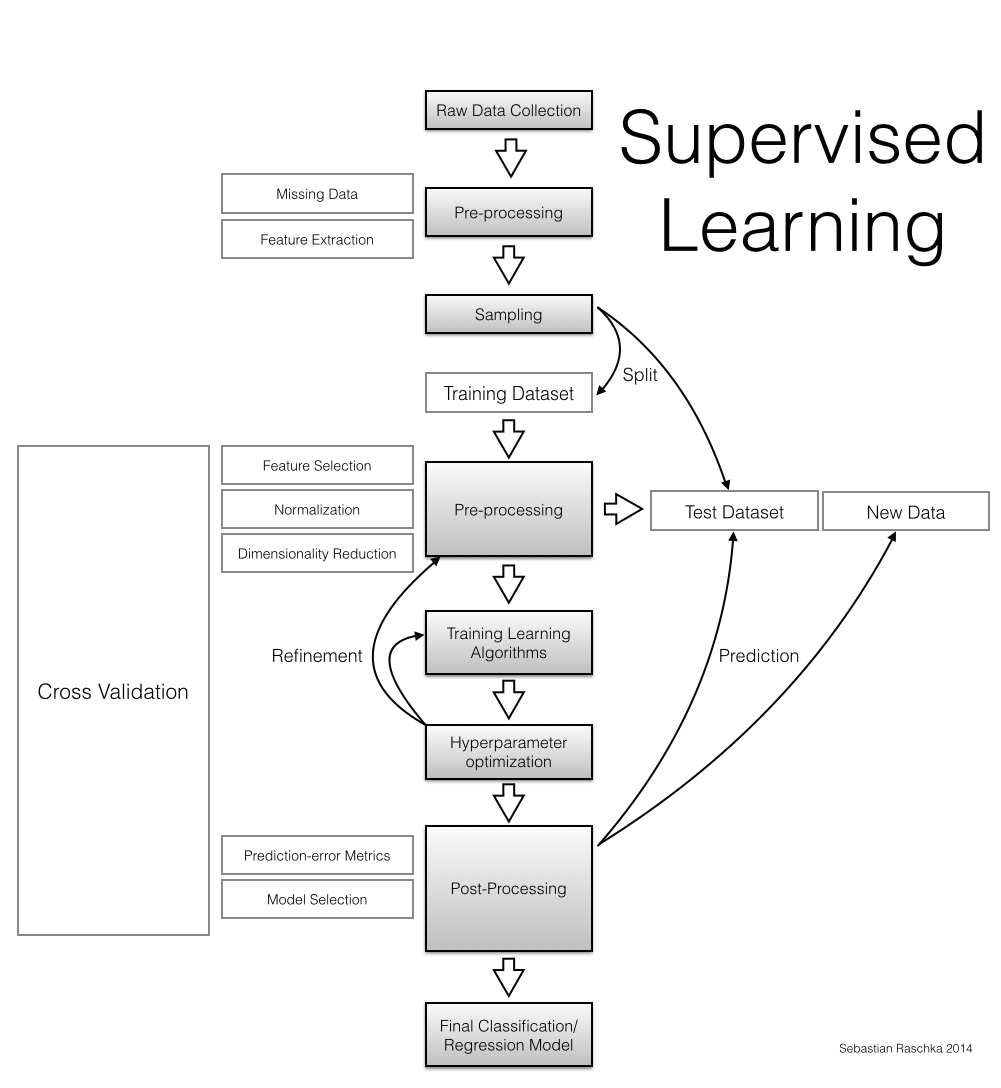 Raw Data Collection
Supervised
Learning
Missing Data
Pre-processing
Feature Extraction
Sampling
Split
Training Dataset
Feature Selection
Normalization
Pre-processing
Dimensionality Reduction
Test Dataset
New Data
Training Learning
Algorithms
Refinement
Prediction
Cross Validation
Hyperparameter
optimization
Prediction-error Metrics
Post-Processing
Model Selection
Final Classification/
Regression Model
Sebastian Raschka 2014